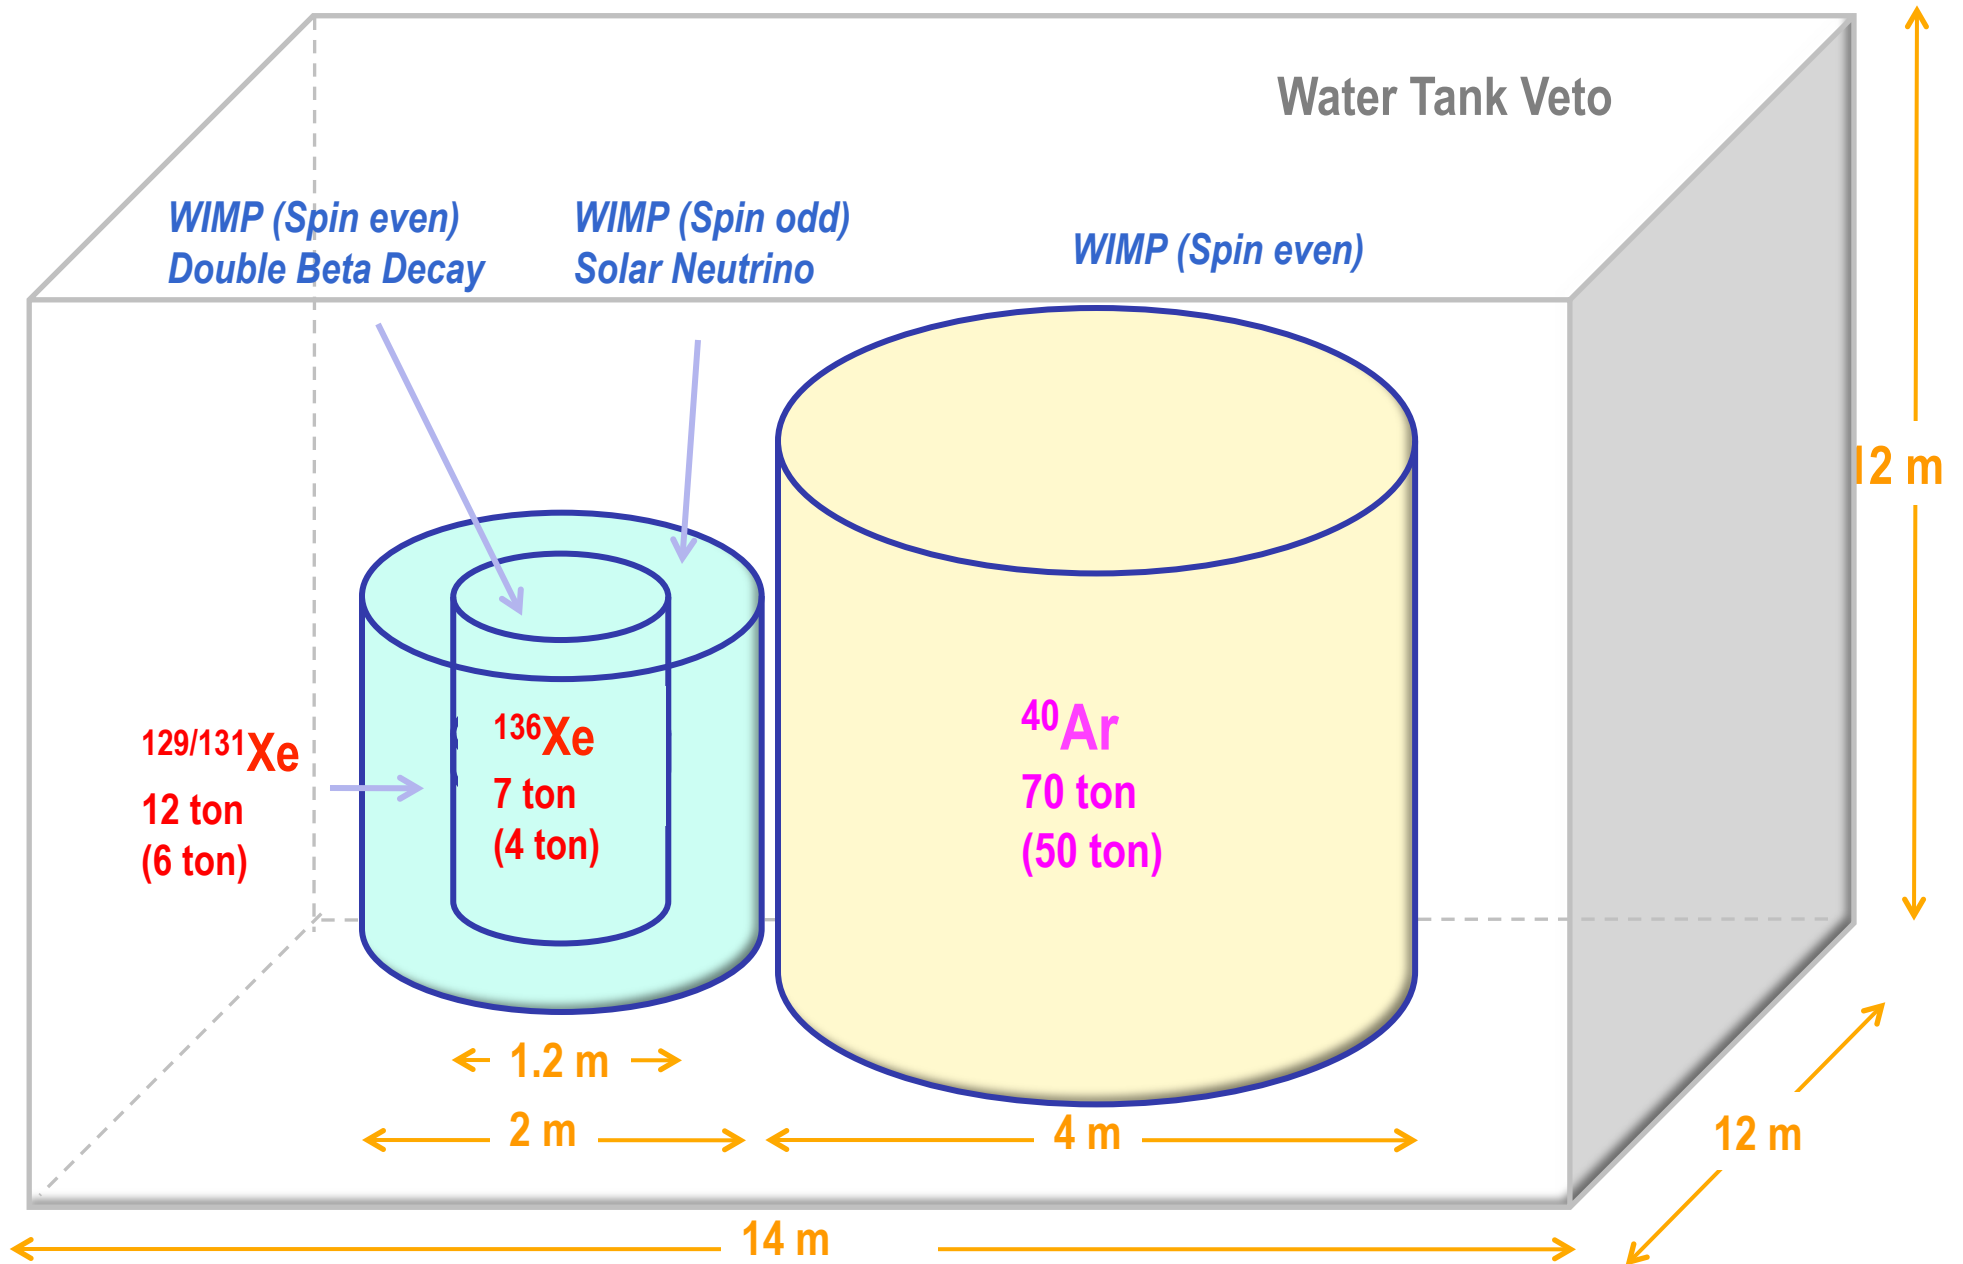 Water Tank Veto
WIMP (Spin even)
Double Beta Decay
WIMP (Spin odd)
Solar Neutrino
WIMP (Spin even)
12 m
129/131Xe
12 ton
(6 ton)
136Xe
7 ton
(4 ton)
40Ar
70 ton
(50 ton)
1.2 m
2 m
4 m
12 m
14 m